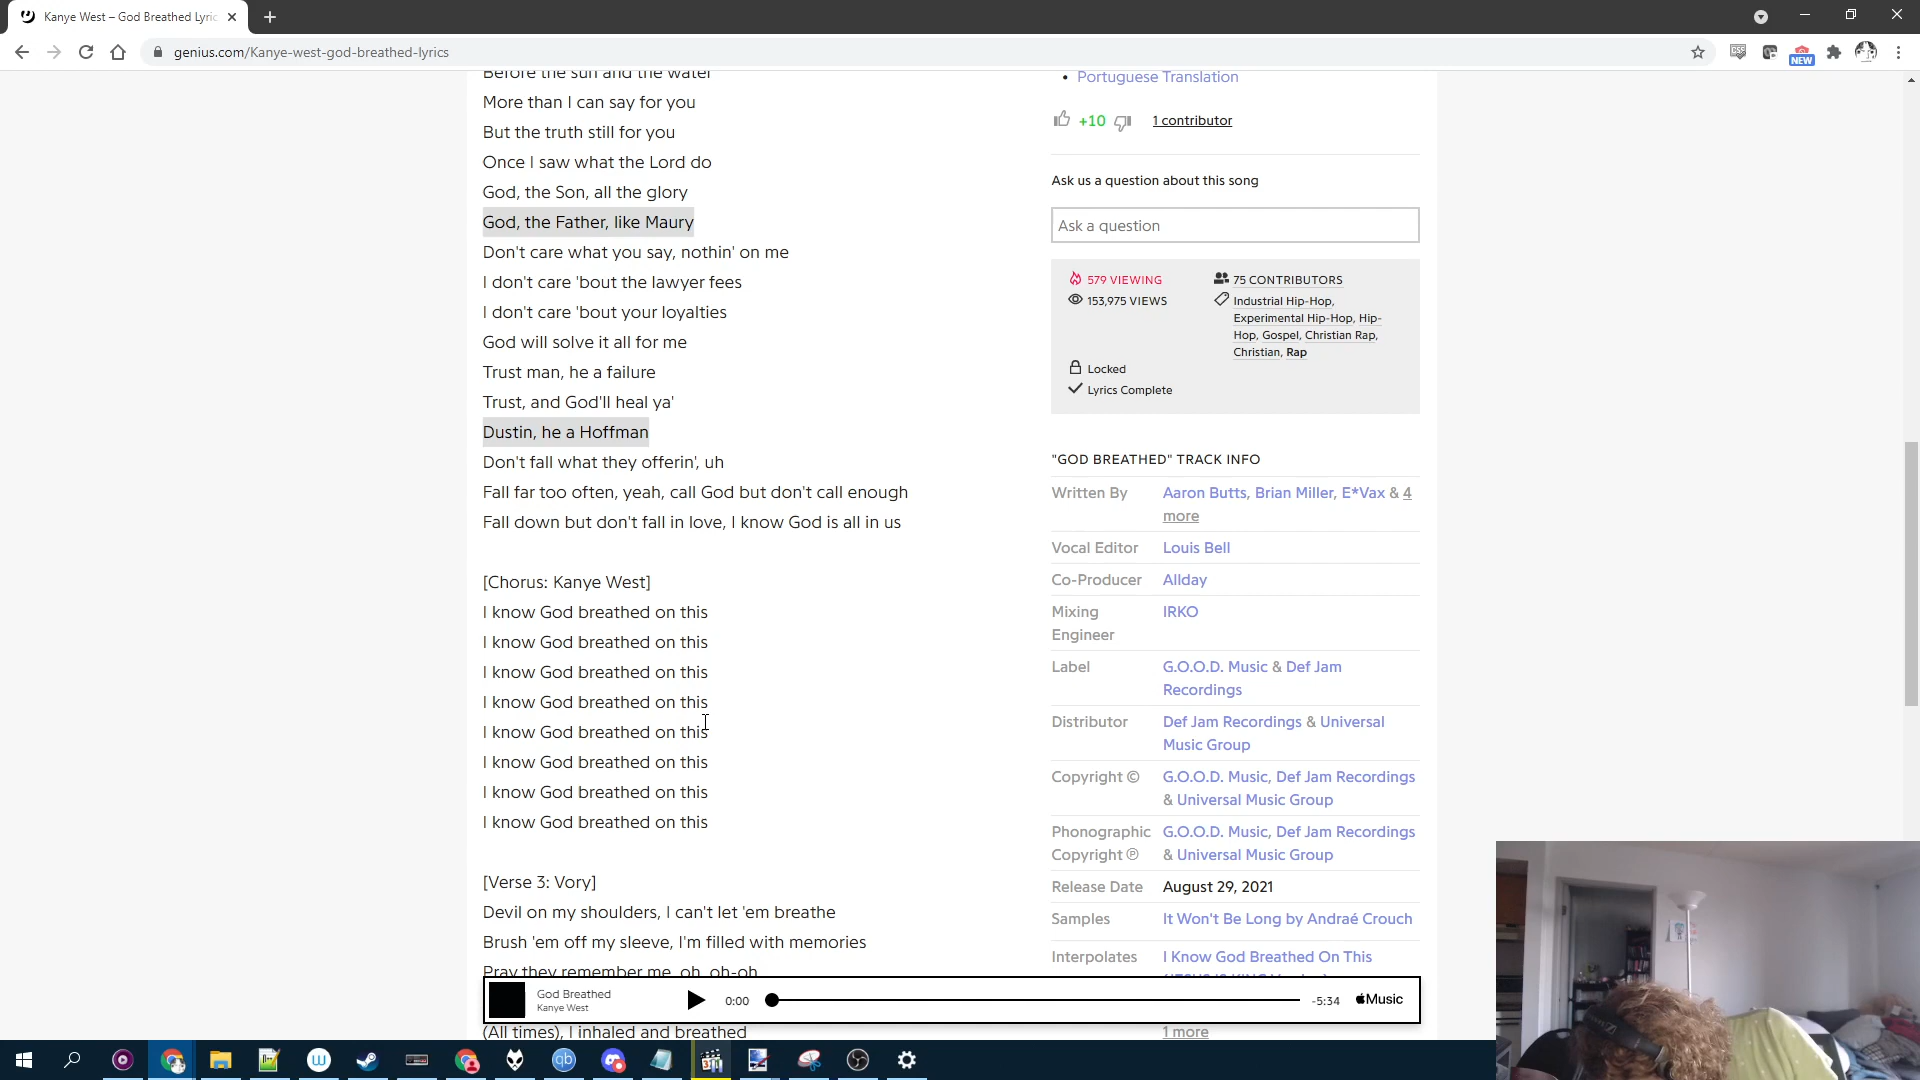 Kanye West – God Breathed Lyric
genius.com/Kanye-west-god-breathed-lyrics
NEW
Before the sun and the water
More than I can say for you
But the truth still for you
Once I saw what the Lord do
God, the Son, all the glory
God, the Father, like Maury
Don't care what you say, nothin' on me
I don't care 'bout the lawyer fees
I don't care 'bout your loyalties
God will solve it all for me
Trust man, he a failure
Trust, and God'll heal ya'
Dustin, he a Hoffman
Don't fall what they offerin', uh
Fall far too often, yeah, call God but don't call enough
Fall down but don't fall in love, I know God is all in us
[Chorus: Kanye West]
I know God breathed on this
I know God breathed on this
I know God breathed on this
I know God breathed on this
I know God breathed on this
I know God breathed on this
I know God breathed on this
I know God breathed on this
[Verse 3: Vory]
Devil on my shoulders, I can't let 'em breathe
Brush 'em off my sleeve, I'm filled with memories
Pray they remember me, oh, oh-oh
(All times), I inhaled and breathed
• Portuguese Translation
+10 1 contributor
Ask us a question about this song
Ask a question
579 VIEWING
153,975 VIEWS
Locked
Lyrics Complete
75 CONTRIBUTORS
Industrial Hip-Hop,
Experimental Hip-Hop, Hip-
Hop, Gospel, Christian Rap,
Christian, Rap
"GOD BREATHED" TRACK INFO
Written By Aaron Butts, Brian Miller, E*Vax & 4
more
Vocal Editor Louis Bell
Co-Producer Allday
Mixing IRKO
Engineer
Label G.O.O.D. Music & Def Jam
Recordings
Distributor Def Jam Recordings & Universal
Music Group
Copyright © G.O.O.D. Music, Def Jam Recordings
& Universal Music Group
Phonographic G.O.O.D. Music, Def Jam Recordings
Copyright ℗ & Universal Music Group
Release Date August 29, 2021
Samples It Won't Be Long by Andraé Crouch
Interpolates I Know God Breathed On This
1 more
God Breathed
Kanye West
0:00
-5:34
Music
W
qb